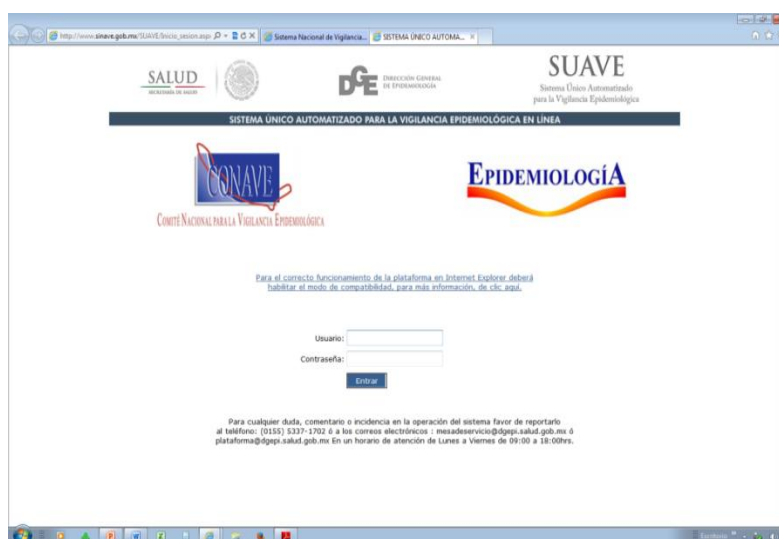 http://www.sinave.gob.mx/SUAVE/Inicio_sesion.aspx
Sistema Nacional de Vigilancia...
SISTEMA ÚNICO AUTOMA...
SALUD
SECRETARÍA DE SALUD
DGE
DIRECCIÓN GENERAL
DE EPIDEMIOLOGÍA
SUAVE
Sistema Único Automatizado
para la Vigilancia Epidemiológica
SISTEMA ÚNICO AUTOMATIZADO PARA LA VIGILANCIA EPIDEMIOLÓGICA EN LÍNEA
CONAVE
COMITÉ NACIONAL PARA LA VIGILANCIA EPIDEMIOLÓGICA
EPIDEMIOLOGÍA
Para el correcto funcionamiento de la plataforma en Internet Explorer deberá
habilitar el modo de compatibilidad, para más información, de clic aquí.
Usuario:
Contraseña:
Entrar
Para cualquier duda, comentario o incidencia en la operación del sistema favor de reportarlo
al teléfono: (0155) 5337-1702 ó a los correos electrónicos : mesadeservicio@dgepi.salud.gob.mx ó
plataforma@dgepi.salud.gob.mx En un horario de atención de Lunes a Viernes de 09:00 a 18:00hrs.
Escritorio